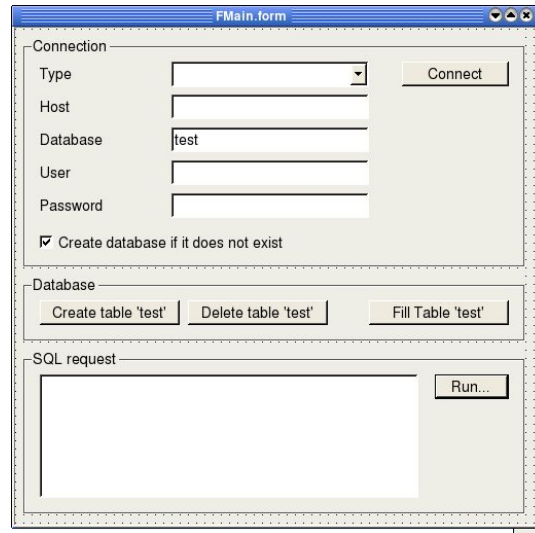 FMain.form
Connection
Type
Connect
Host
Database
test
User
Password
Create database if it does not exist
Database
Create table 'test'
Delete table 'test'
Fill Table 'test'
SQL request
Run...